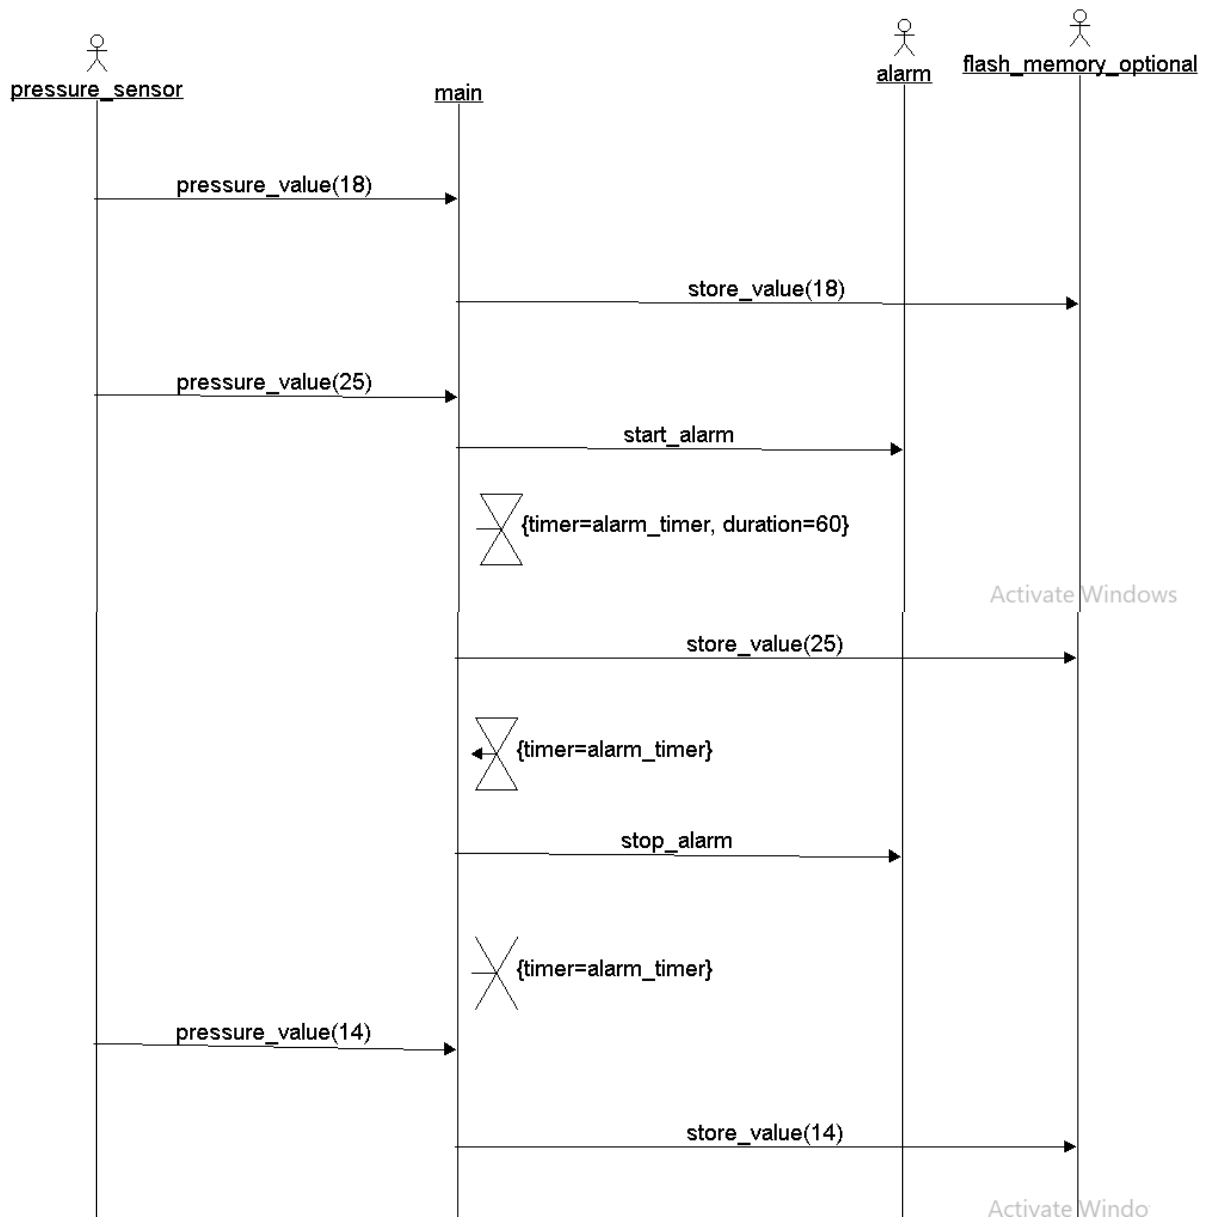 pressure_sensor
main
alarm
flash_memory_optional
pressure_value(18)
store_value(18)
pressure_value(25)
start_alarm
{timer=alarm_timer, duration=60}
Activate Windows
store_value(25)
{timer=alarm_timer}
stop_alarm
{timer=alarm_timer}
pressure_value(14)
store_value(14)
Activate Windo